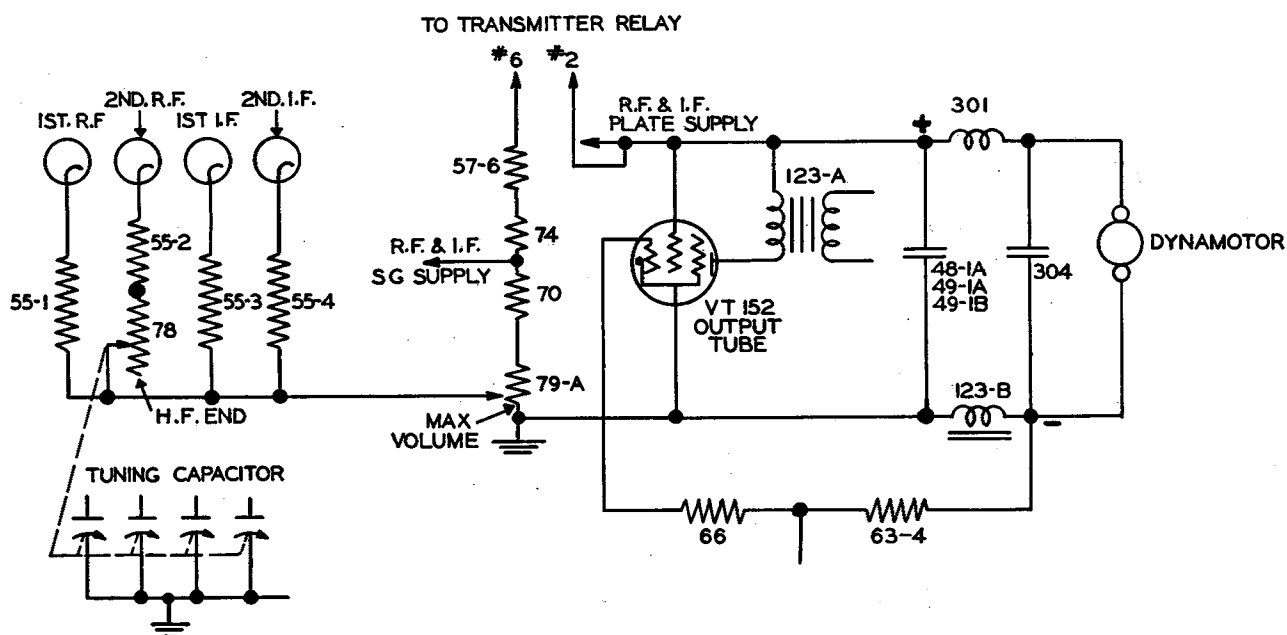 TO TRANSMITTER RELAY
#6 #2
1ST. R.F
2ND. R.F.
1ST I.F.
2ND. I.F.
R.F. & I.F.
PLATE SUPPLY
+
301
57-6
123-A
55-2
74
R.F. & I.F.
SG SUPPLY
DYNAMOTOR
55-1
55-3
55-4
70
48-1A
49-1A
49-1B
304
78
VT 152
OUTPUT
TUBE
79-A
123-B
H.F. END
MAX
VOLUME
-
TUNING CAPACITOR
66
63-4